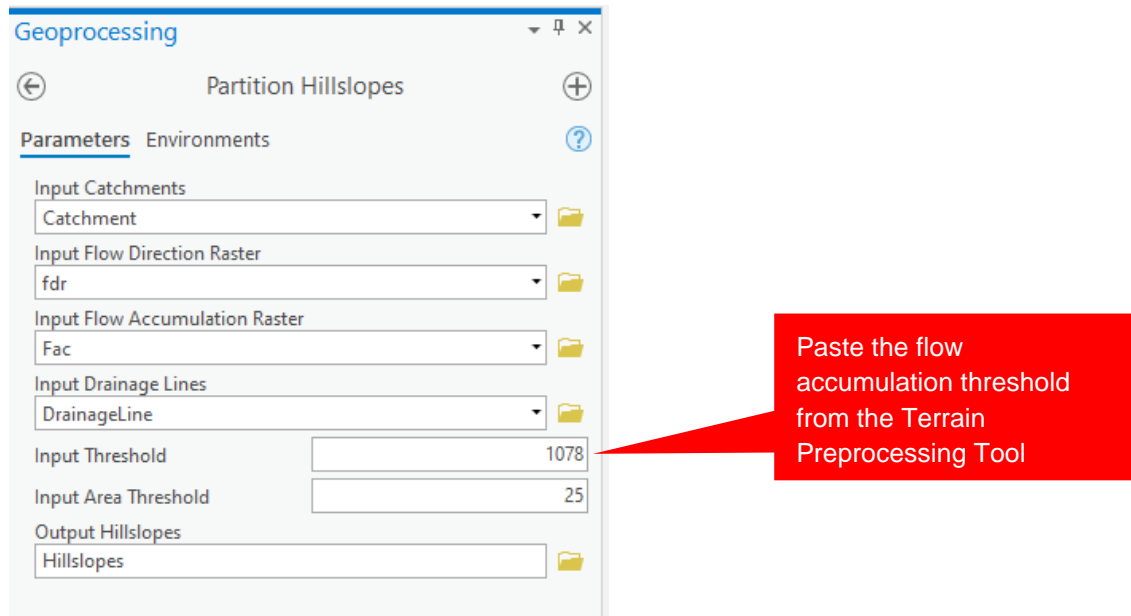 Geoprocessing
Partition Hillslopes
Parameters Environments
?
Input Catchments
Catchment
Input Flow Direction Raster
fdr
Input Flow Accumulation Raster
Fac
Input Drainage Lines
DrainageLine
Input Threshold 1078
Input Area Threshold 25
Output Hillslopes
Hillslopes
Paste the flow
accumulation threshold
from the Terrain
Preprocessing Tool